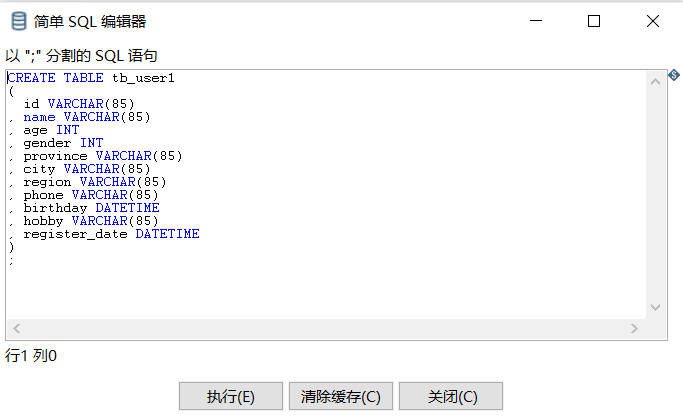 简单 SQL 编辑器
以 ";" 分割的 SQL 语句
CREATE TABLE tb_user1
(
  id VARCHAR(85)
, name VARCHAR(85)
, age INT
, gender INT
, province VARCHAR(85)
, city VARCHAR(85)
, region VARCHAR(85)
, phone VARCHAR(85)
, birthday DATETIME
, hobby VARCHAR(85)
, register_date DATETIME
)
;
行1 列0
执行(E) 清除缓存(C) 关闭(C)